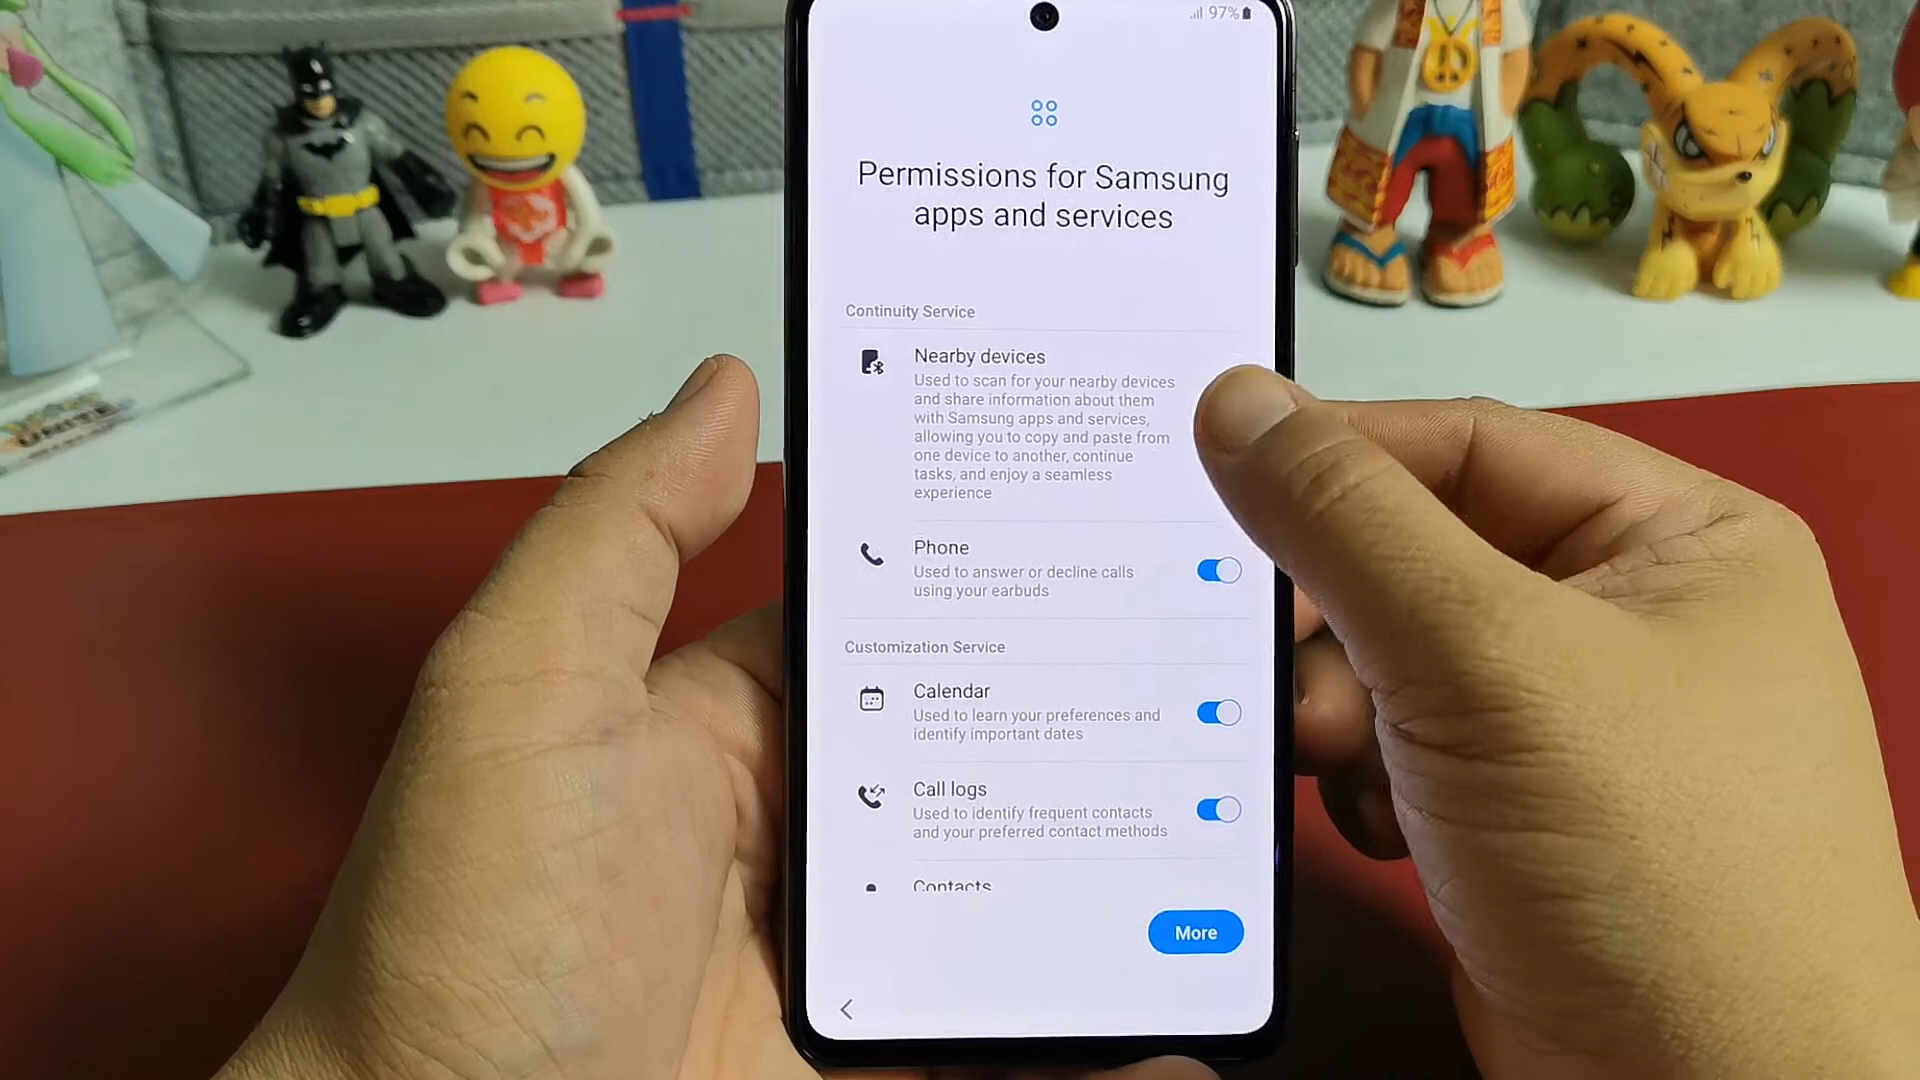 97%
Permissions for Samsung
apps and services
Continuity Service
Nearby devices
Used to scan for your nearby devices
and share information about them
with Samsung apps and services,
allowing you to copy and paste from
one device to another, continue
tasks, and enjoy a seamless
experience
Phone
Used to answer or decline calls
using your earbuds
Customization Service
Calendar
Used to learn your preferences and
identify important dates
Call logs
Used to identify frequent contacts
and your preferred contact methods
Contacts
More